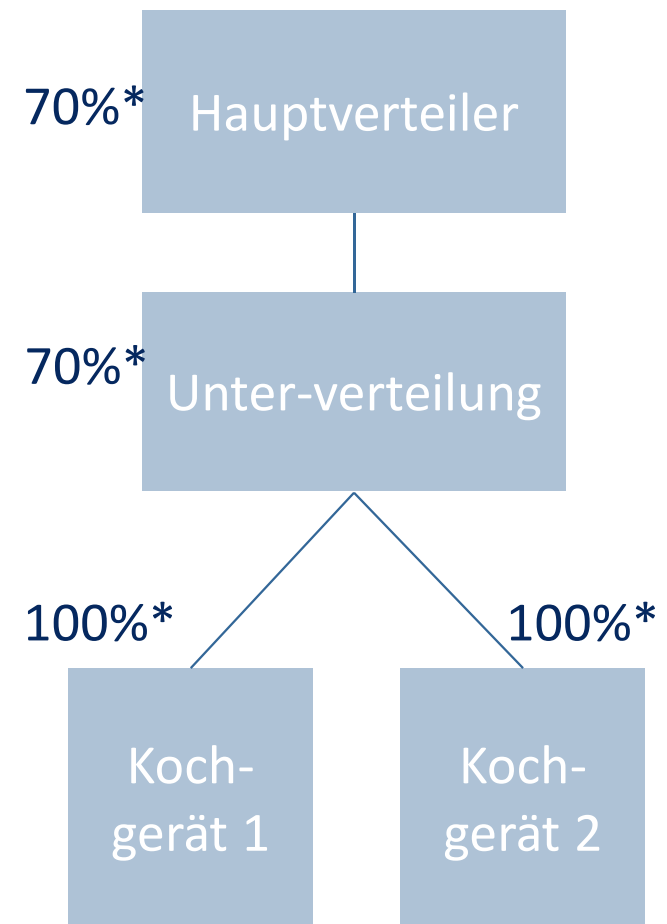 70%*
Hauptverteiler
70%*
Unter-verteilung
100%*
100%*
Koch-
gerät 1
Koch-
gerät 2